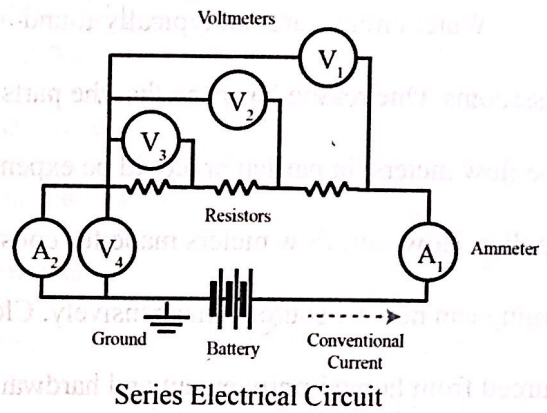 Voltmeters
V1
V2
V3
Resistors
A2
V4
A1
Ammeter
Ground
Battery
Conventional
Current
Series Electrical Circuit